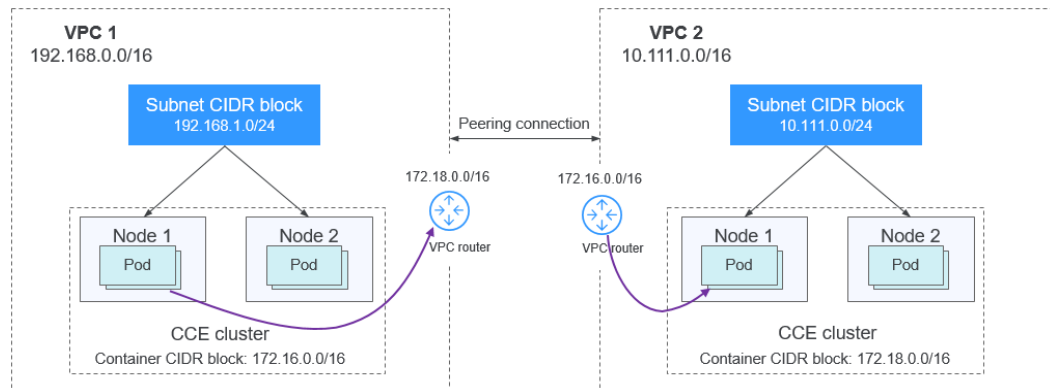 VPC 1
192.168.0.0/16
Subnet CIDR block
192.168.1.0/24
Node 1
Pod
Node 2
Pod
CCE cluster
Container CIDR block: 172.16.0.0/16
172.18.0.0/16
VPC router
Peering connection
172.16.0.0/16
VPC router
VPC 2
10.111.0.0/16
Subnet CIDR block
10.111.0.0/24
Node 1
Pod
Node 2
Pod
CCE cluster
Container CIDR block: 172.18.0.0/16